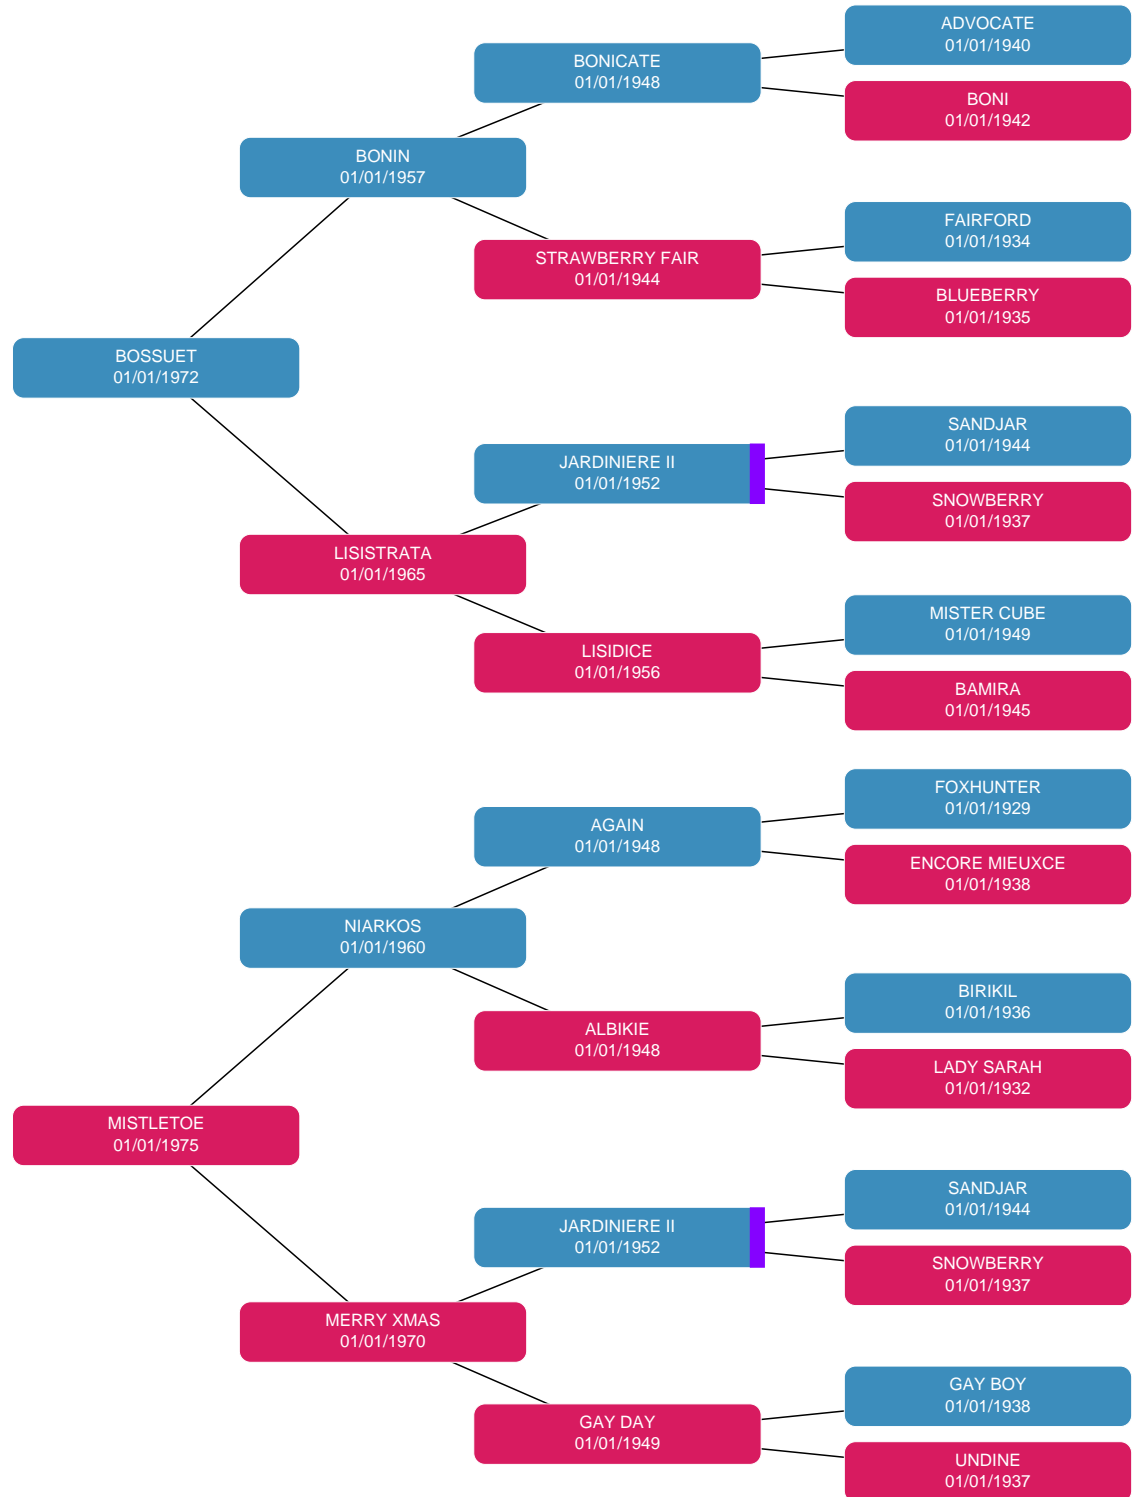 ADVOCATE
01/01/1940
BONICATE
01/01/1948
BONI
01/01/1942
BONIN
01/01/1957
FAIRFORD
01/01/1934
STRAWBERRY FAIR
01/01/1944
BLUEBERRY
01/01/1935
BOSSUET
01/01/1972
SANDJAR
01/01/1944
JARDINIERE II
01/01/1952
SNOWBERRY
01/01/1937
LISISTRATA
01/01/1965
MISTER CUBE
01/01/1949
LISIDICE
01/01/1956
BAMIRA
01/01/1945
FOXHUNTER
01/01/1929
AGAIN
01/01/1948
ENCORE MIEUXCE
01/01/1938
NIARKOS
01/01/1960
BIRIKIL
01/01/1936
ALBIKIE
01/01/1948
LADY SARAH
01/01/1932
MISTLETOE
01/01/1975
SANDJAR
01/01/1944
JARDINIERE II
01/01/1952
SNOWBERRY
01/01/1937
MERRY XMAS
01/01/1970
GAY BOY
01/01/1938
GAY DAY
01/01/1949
UNDINE
01/01/1937